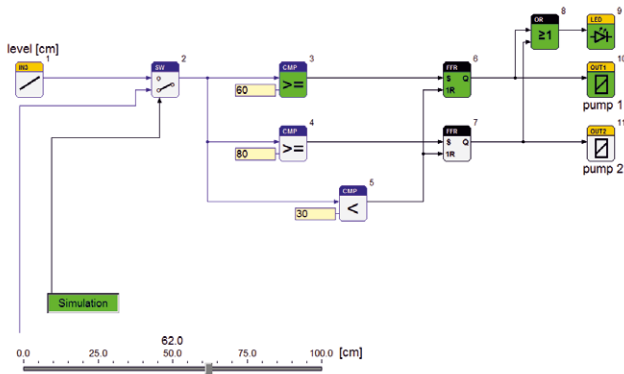 level [cm]
IN3 1
SW 2
CMP 3
>=
60
CMP 4
>=
80
CMP 5
<
30
FFR 6
S Q
1R
FFR 7
S Q
1R
OR 8
≥1
LED 9
OUT1 10
pump 1
OUT2 11
pump 2
Simulation
62.0
0.0 25.0 50.0 75.0 100.0 [cm]